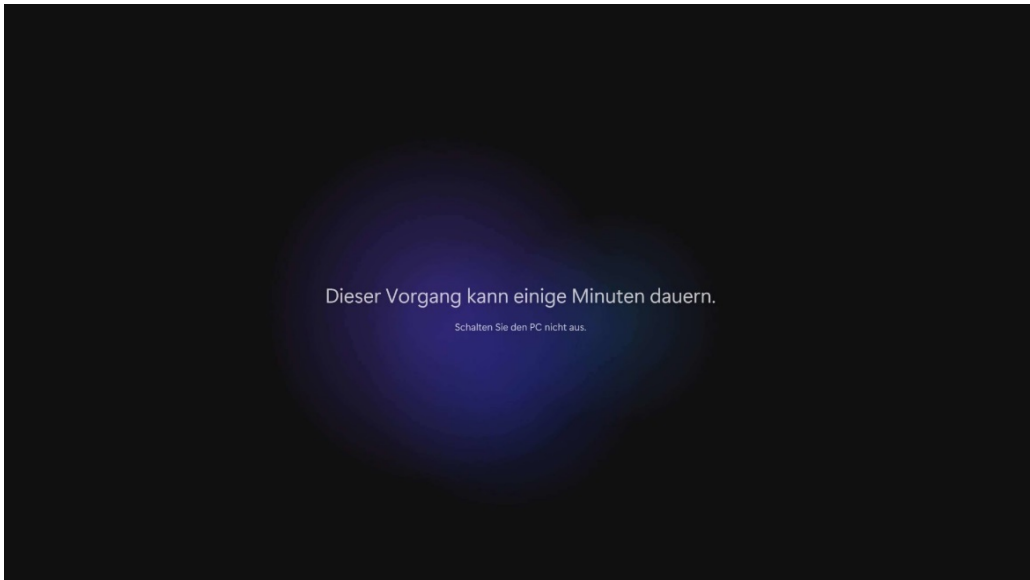 Dieser Vorgang kann einige Minuten dauern.
Schalten Sie den PC nicht aus.